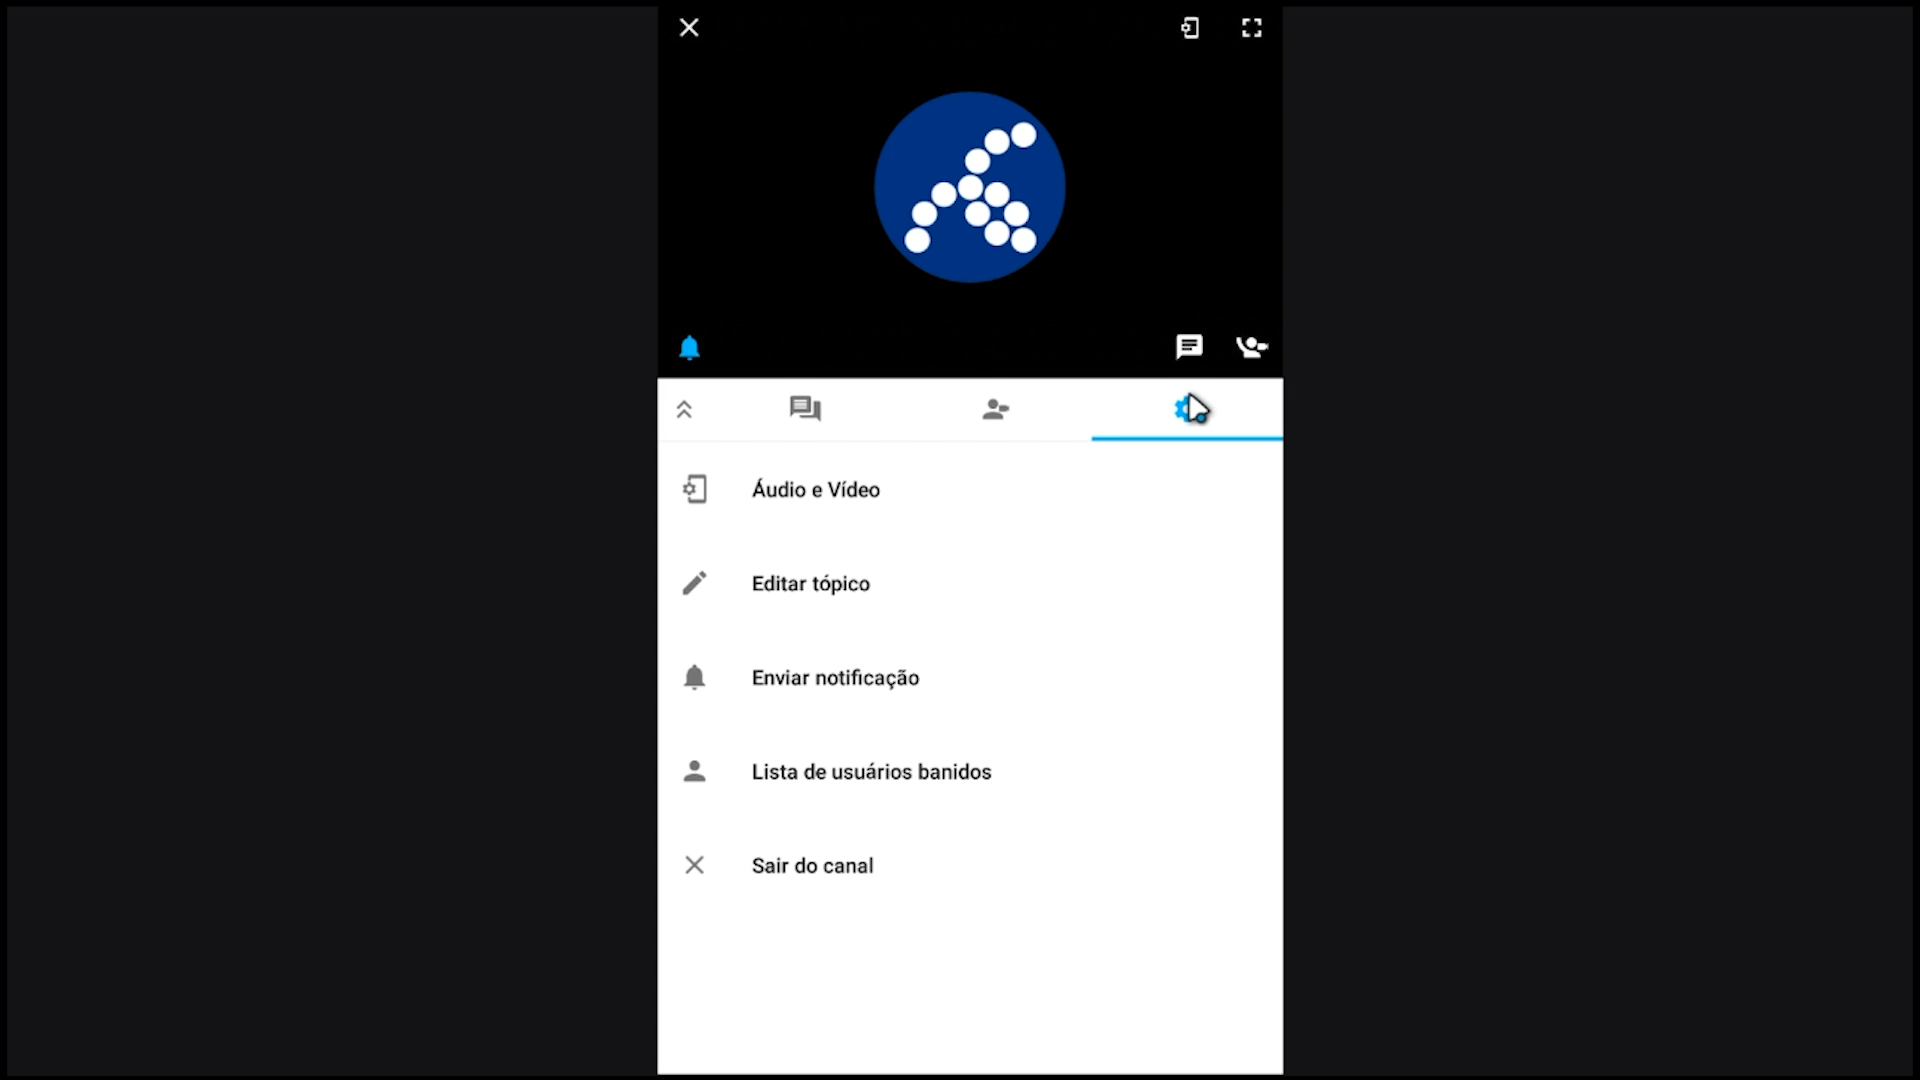 Áudio e Vídeo
Editar tópico
Enviar notificação
Lista de usuários banidos
Sair do canal